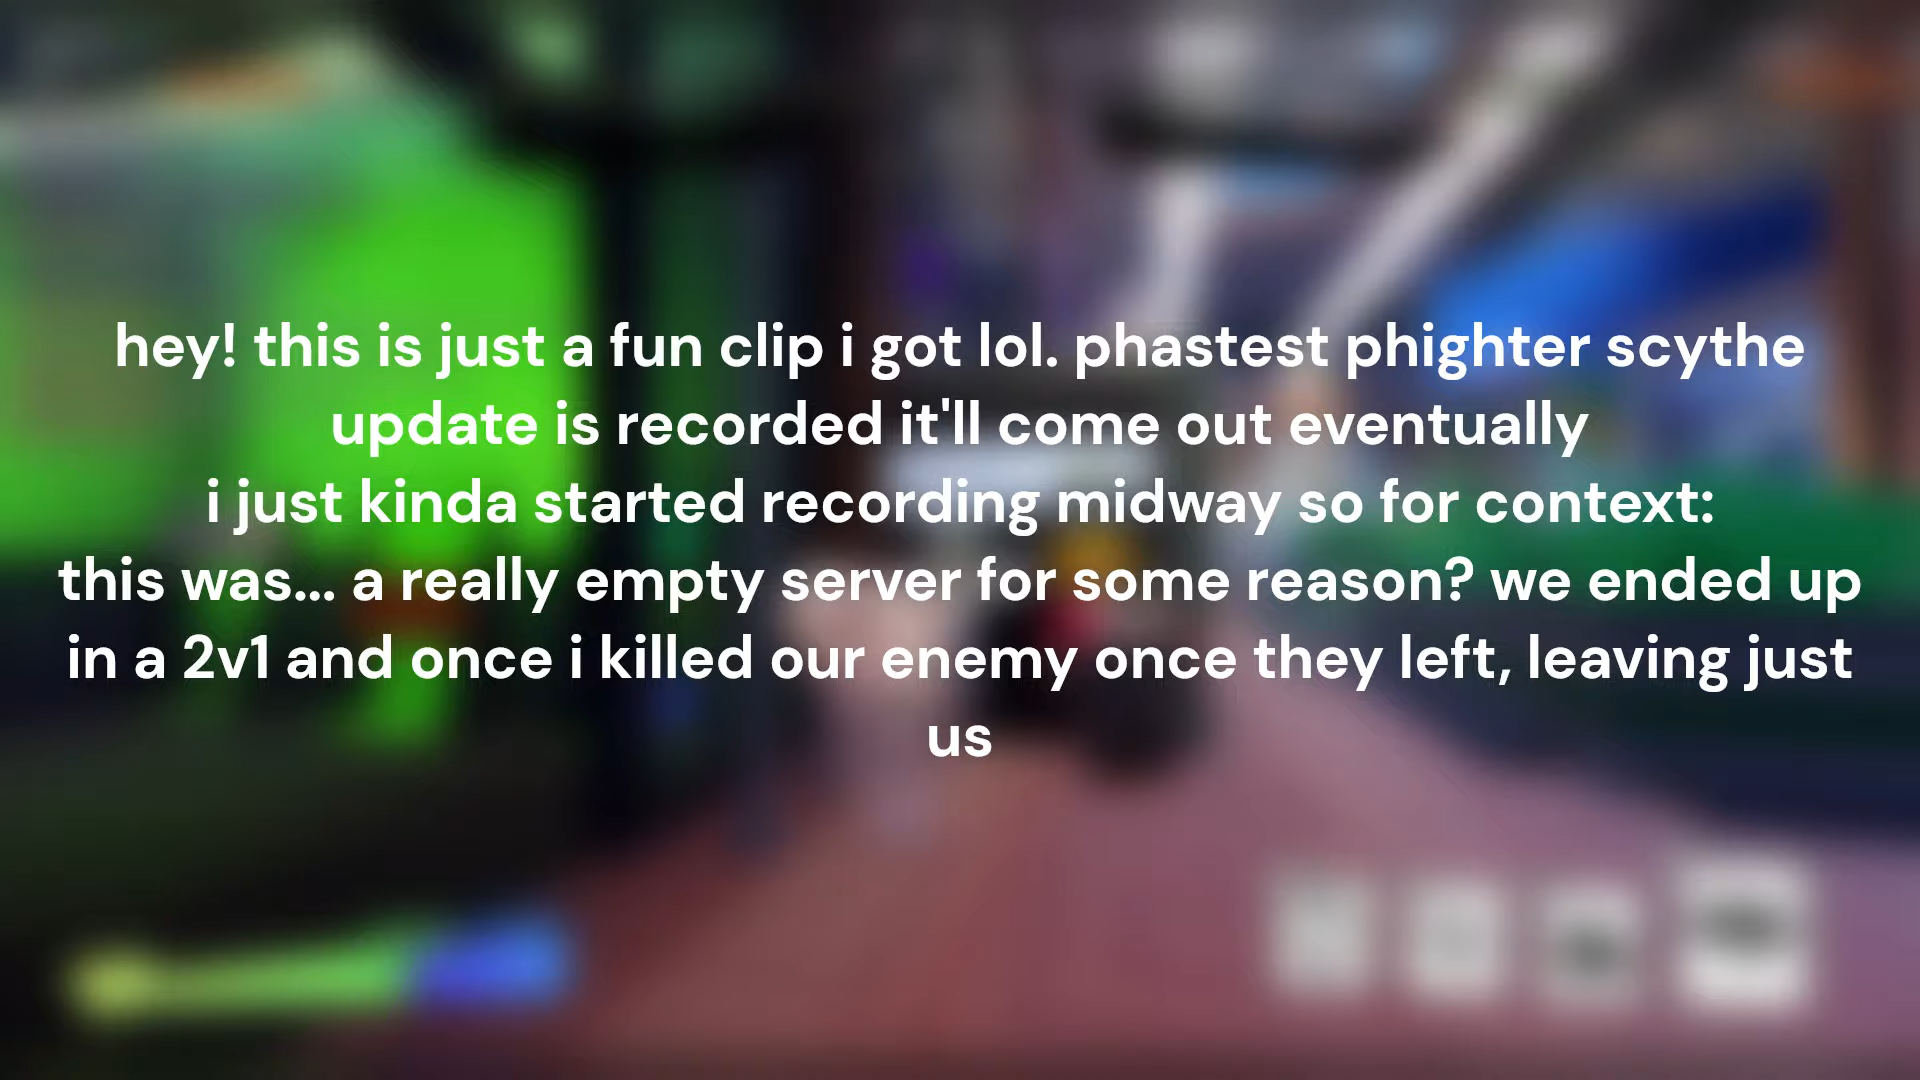 hey! this is just a fun clip i got lol. phastest phighter scythe
update is recorded it'll come out eventually
i just kinda started recording midway so for context:
this was... a really empty server for some reason? we ended up
in a 2v1 and once i killed our enemy once they left, leaving just
us